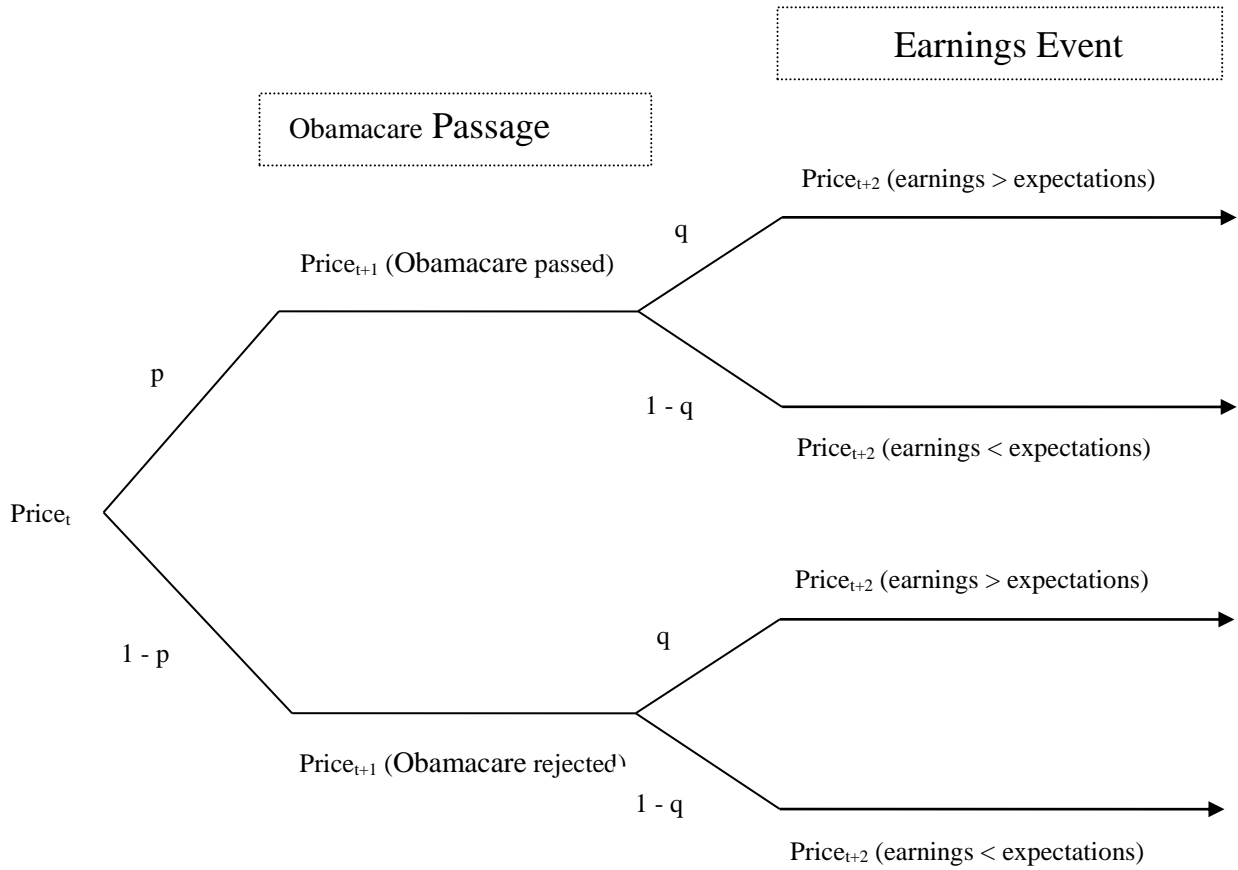 Earnings Event
Obamacare Passage
Price_{t+2} (earnings > expectations)
q
Price_{t+1} (Obamacare passed)
p
1 - q
Price_{t+2} (earnings < expectations)
Price_t
Price_{t+2} (earnings > expectations)
q
1 - p
Price_{t+1} (Obamacare rejected)
1 - q
Price_{t+2} (earnings < expectations)